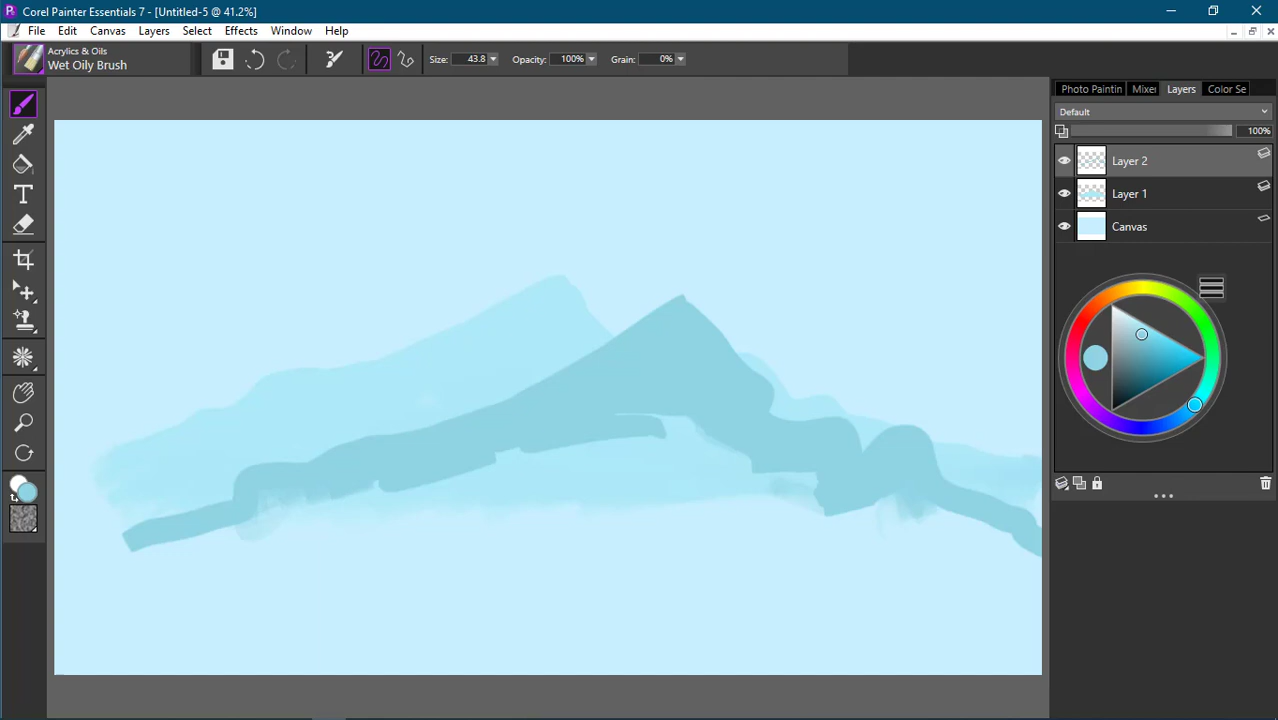 Corel Painter Essentials 7 - [Untitled-5 @ 41.2%]
File Edit Canvas Layers Select Effects Window Help
Acrylics & Oils
Wet Oily Brush
Size: 43.8 Opacity: 100% Grain: 0%
Photo Paintin Mixer Layers Color Se
Default
100%
Layer 2
Layer 1
Canvas